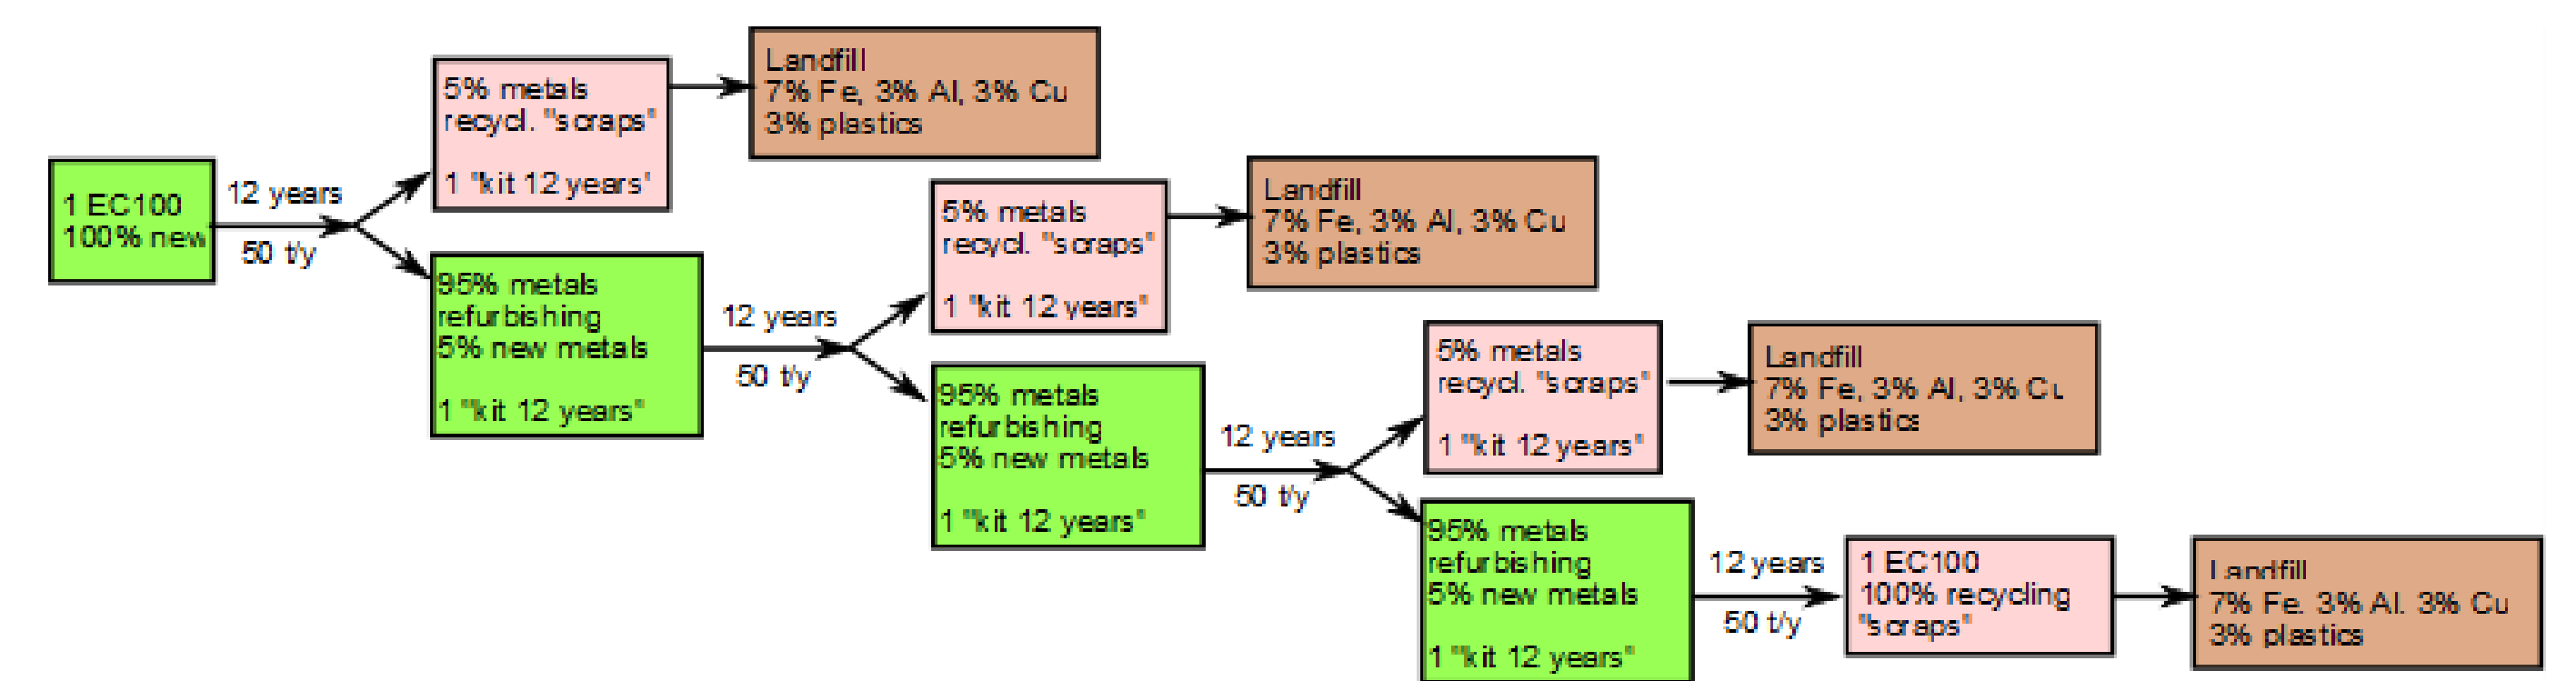 1 EC100
100% new
12 years
50 t/y
5% metals
recycl. "scraps"
1 "kit 12 years"
Landfill
7% Fe, 3% Al, 3% Cu
3% plastics
95% metals
refurbishing
5% new metals
1 "kit 12 years"
12 years
50 t/y
5% metals
recycl. "scraps"
1 "kit 12 years"
Landfill
7% Fe, 3% Al, 3% Cu
3% plastics
95% metals
refurbishing
5% new metals
1 "kit 12 years"
12 years
50 t/y
5% metals
recycl. "scraps"
1 "kit 12 years"
Landfill
7% Fe, 3% Al, 3% Cu
3% plastics
95% metals
refurbishing
5% new metals
1 "kit 12 years"
12 years
50 t/y
1 EC100
100% recycling
"scraps"
Landfill
7% Fe. 3% Al. 3% Cu
3% plastics